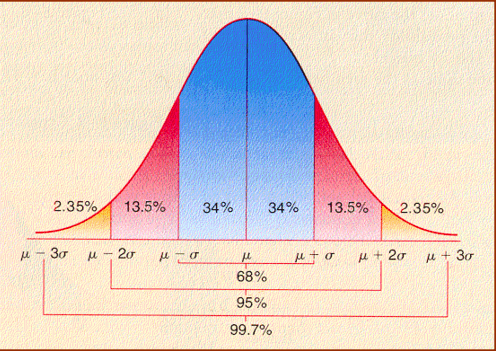 2.35% 13.5% 34% 34% 13.5% 2.35%
μ − 3σ μ − 2σ μ − σ μ μ + σ μ + 2σ μ + 3σ
68%
95%
99.7%